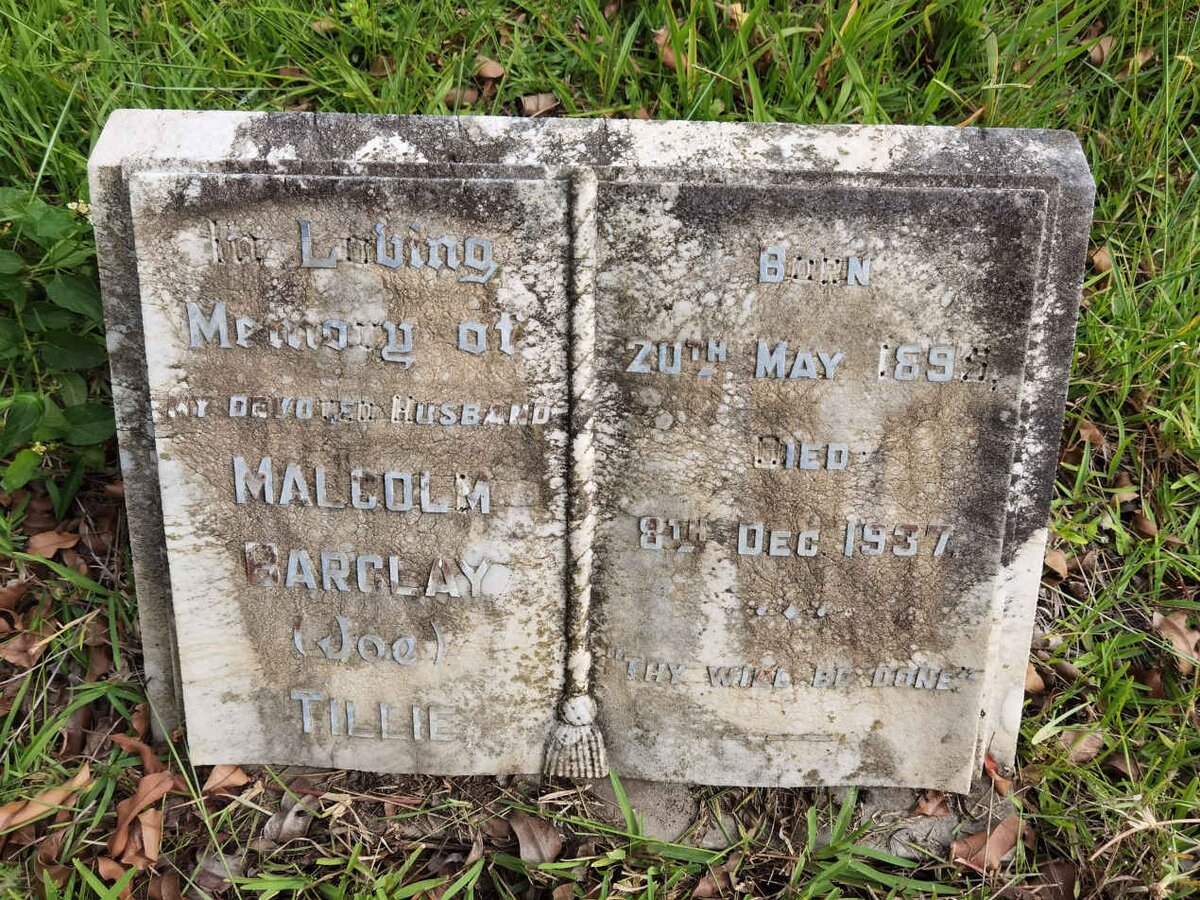 In Loving
Memory of
MY DEVOTED HUSBAND
MALCOLM
BARCLAY
(Joe)
TILLIE
BORN
20TH MAY
DIED
8TH DEC 1937
"THY WILL BE DONE"